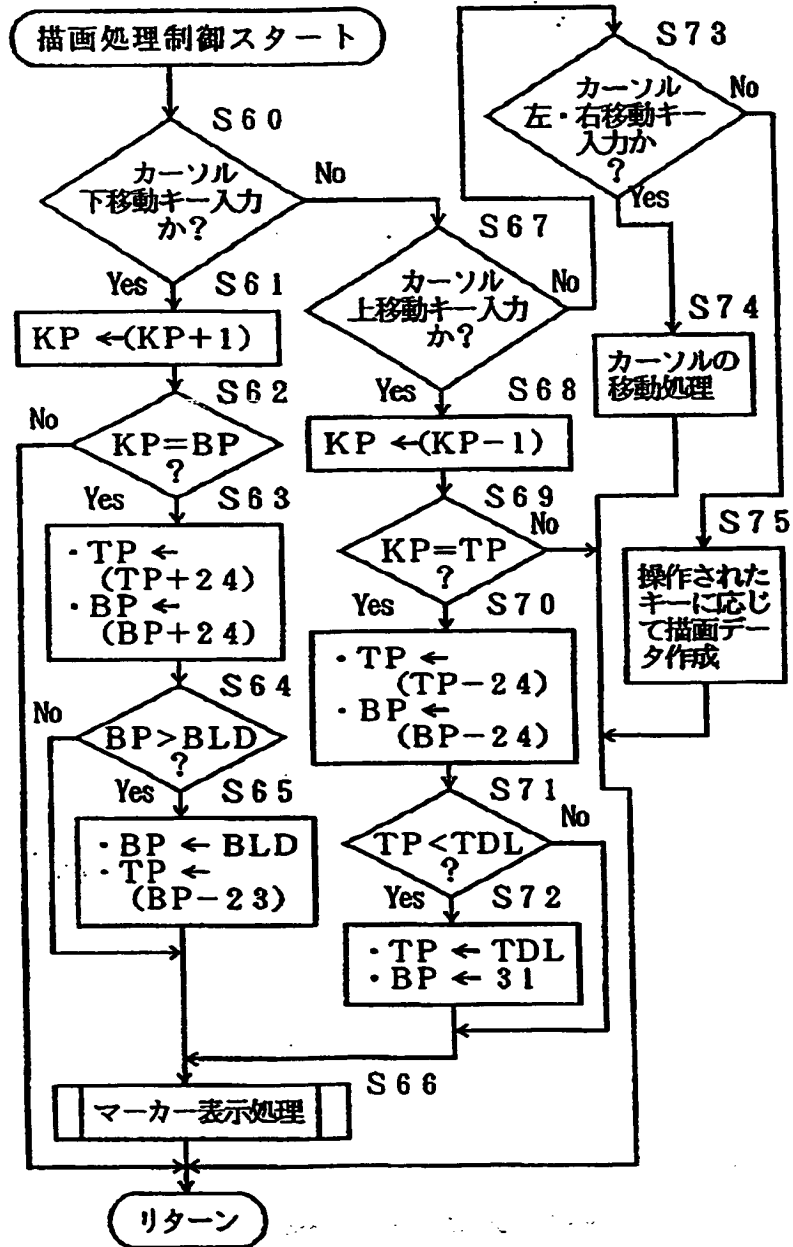 描画処理制御スタート
S60
カーソル
下移動キー入力
か?
No
Yes
S61
KP ←(KP+1)
S62
No
KP=BP
?
Yes
S63
・TP ←
(TP+24)
・BP ←
(BP+24)
S64
No
BP>BLD
?
Yes
S65
・BP ← BLD
・TP ←
(BP-23)
S67
カーソル
上移動キー入力
か?
No
Yes
S68
KP ←(KP-1)
S69
No
KP=TP
?
Yes
S70
・TP ←
(TP-24)
・BP ←
(BP-24)
S71
No
TP<TDL
?
Yes
S72
・TP ← TDL
・BP ← 31
S66
マーカー表示処理
リターン
S73
カーソル
左・右移動キー
入力か
?
No
Yes
S74
カーソルの
移動処理
S75
操作された
キーに応じ
て描画デー
タ作成